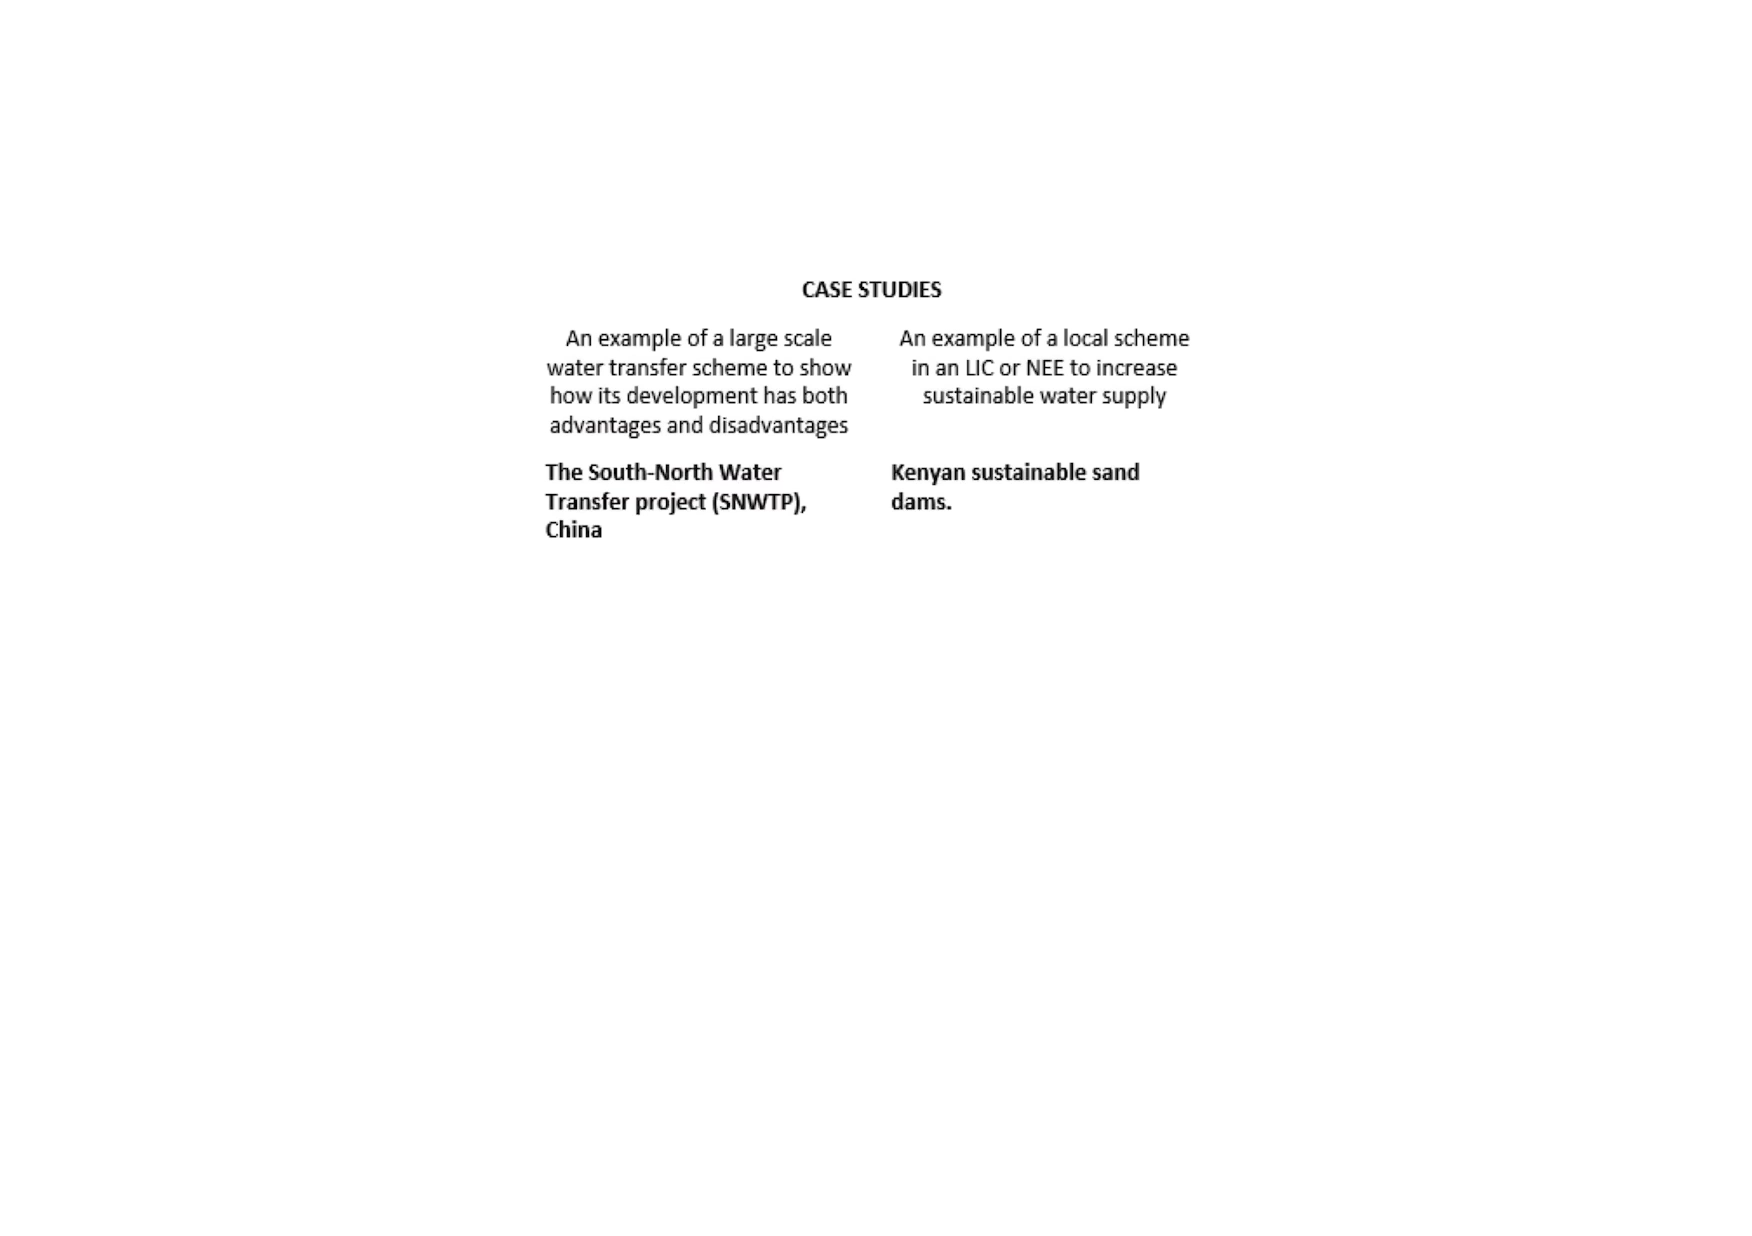 CASE STUDIES
An example of a large scale
water transfer scheme to show
how its development has both
advantages and disadvantages
An example of a local scheme
in an LIC or NEE to increase
sustainable water supply
The South-North Water
Transfer project (SNWTP),
China
Kenyan sustainable sand
dams.